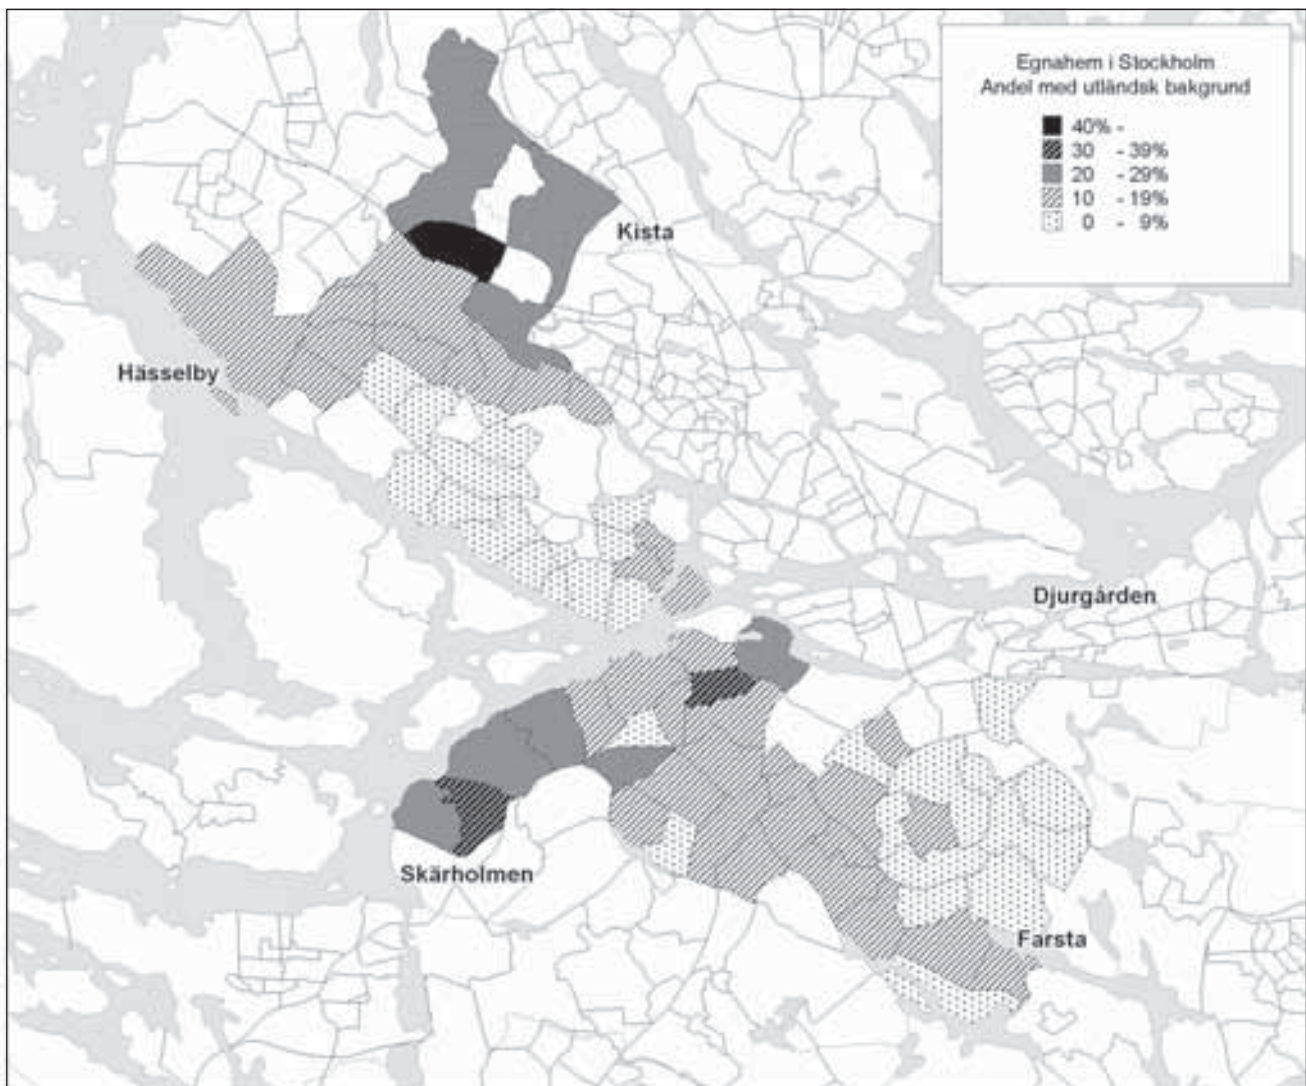 Egnahem i Stockholm
Andel med utländsk bakgrund
40% -
30 - 39%
20 - 29%
10 - 19%
0 - 9%
Kista
Hässelby
Djurgården
Skärholmen
Farsta